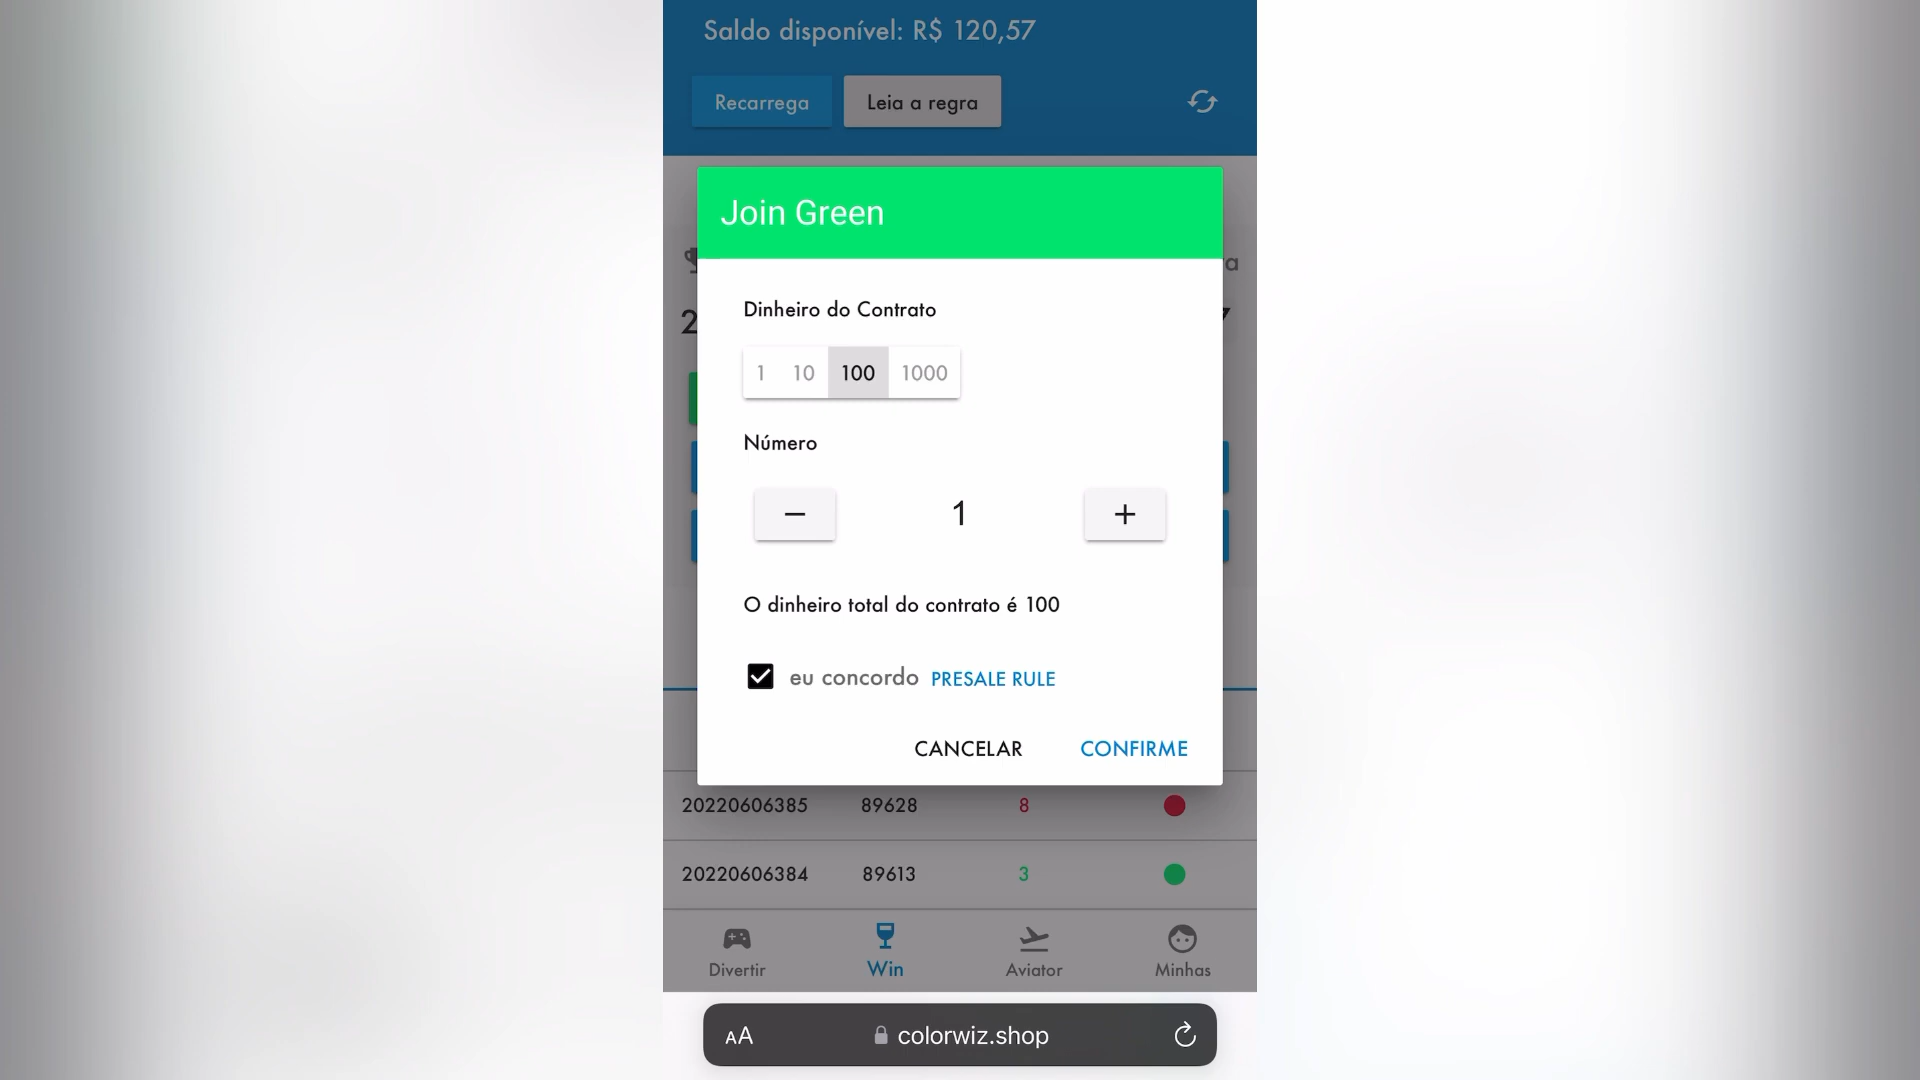 Saldo disponível: R$ 120,57
Recarrega Leia a regra
Join Green
Dinheiro do Contrato
1 10 100 1000
Número
− 1 +
O dinheiro total do contrato é 100
eu concordo PRESALE RULE
CANCELAR CONFIRME
20220606385 89628 8
20220606384 89613 3
Divertir Win Aviator Minhas
AA colorwiz.shop